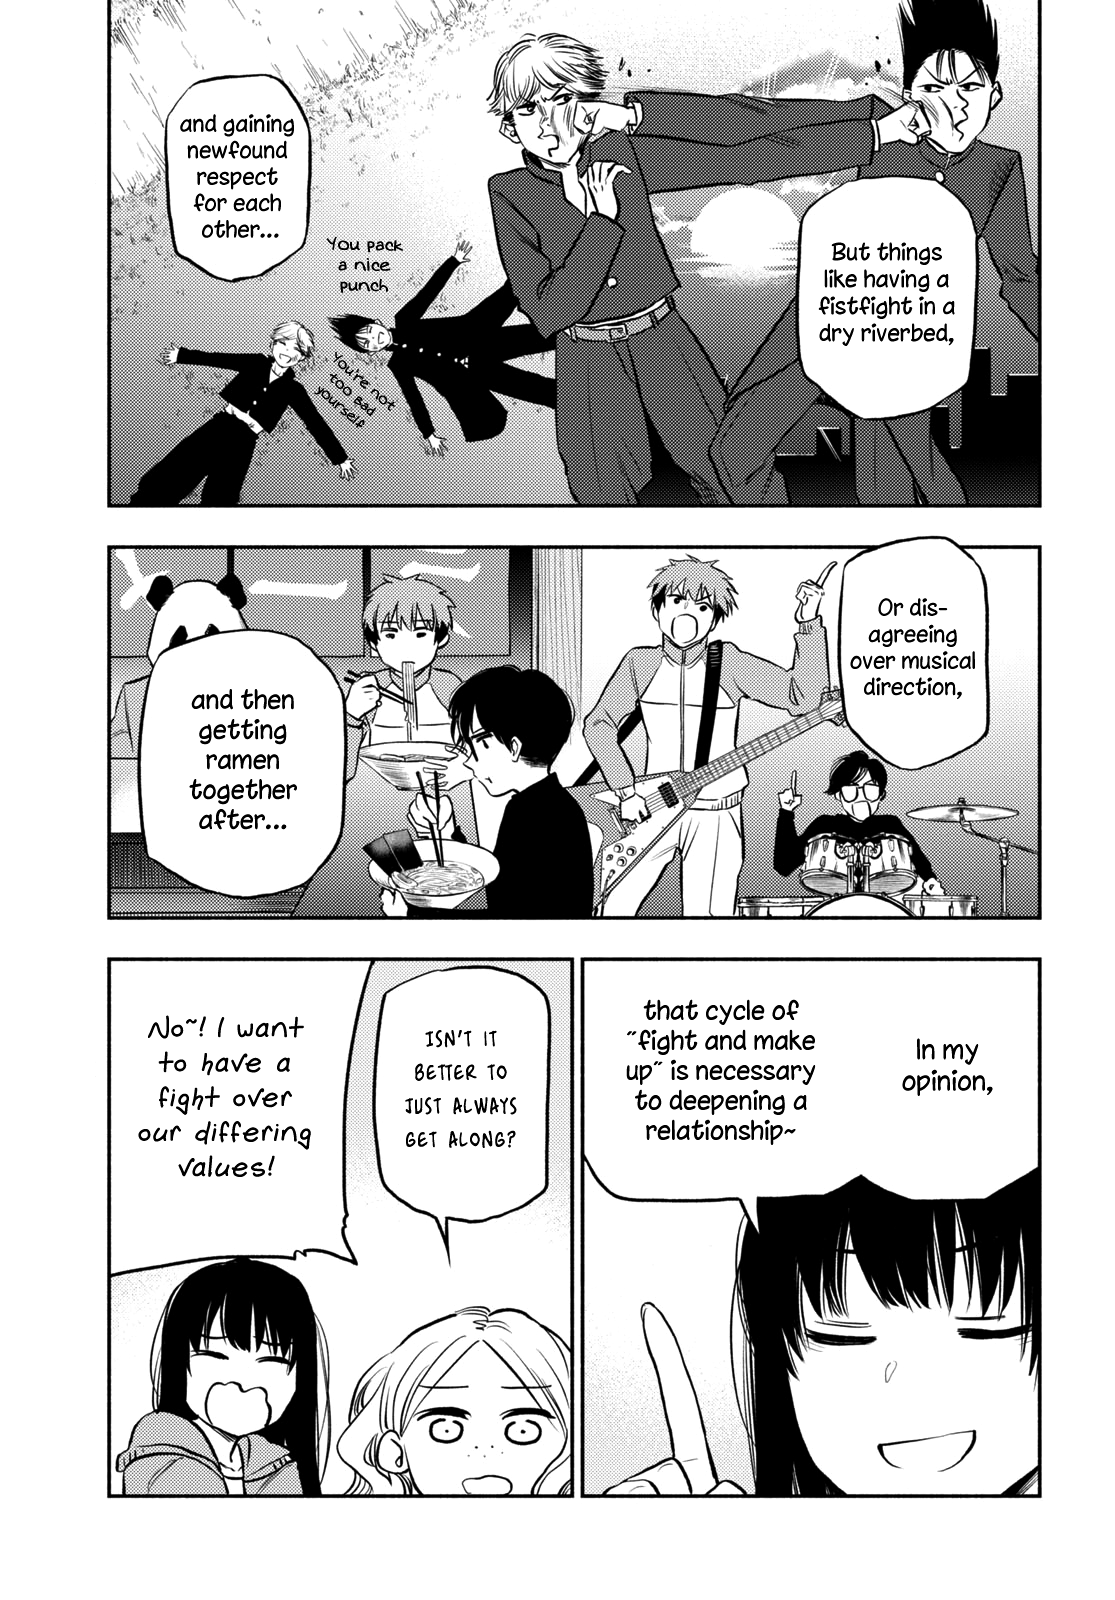 But things
like having a
fistfight in a
dry riverbed,
and gaining
newfound
respect
for each
other...
You pack
a nice
punch
You're not
too bad
yourself
Or dis-
agreeing
over musical
direction,
and then
getting
ramen
together
after...
In my
opinion,
that cycle of
"fight and make
up" is necessary
to deepening a
relationship~
ISN'T IT
BETTER TO
JUST ALWAYS
GET ALONG?
No~! I want
to have a
fight over
our differing
values!